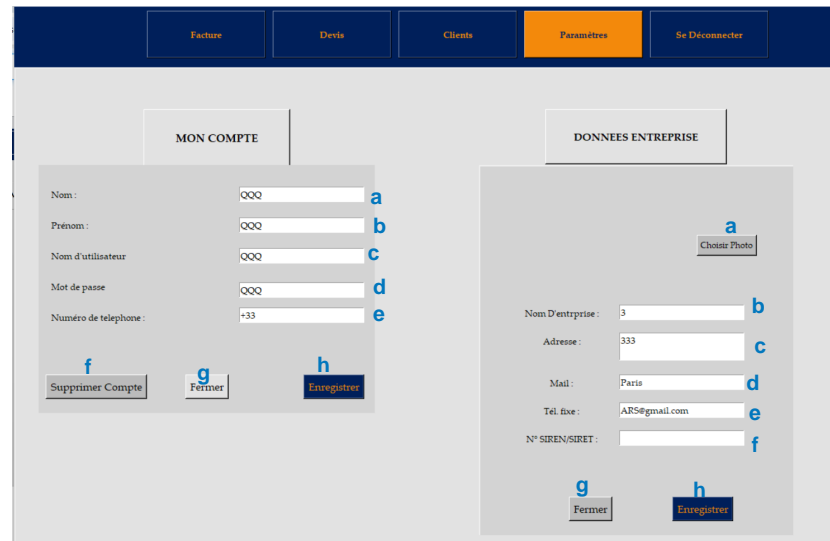 Facture Devis Clients Paramètres Se Déconnecter
MON COMPTE
Nom : QQQ a
Prénom : QQQ b
Nom d'utilisateur QQQ c
Mot de passe QQQ d
Numéro de telephone : +33 e
f g h
Supprimer Compte Fermer Enregistrer
DONNEES ENTREPRISE
a
Choisir Photo
Nom D'entrprise : 3 b
Adresse : 333 c
Mail : Paris d
Tél. fixe : ARS@gmail.com e
N° SIREN/SIRET : f
g h
Fermer Enregistrer